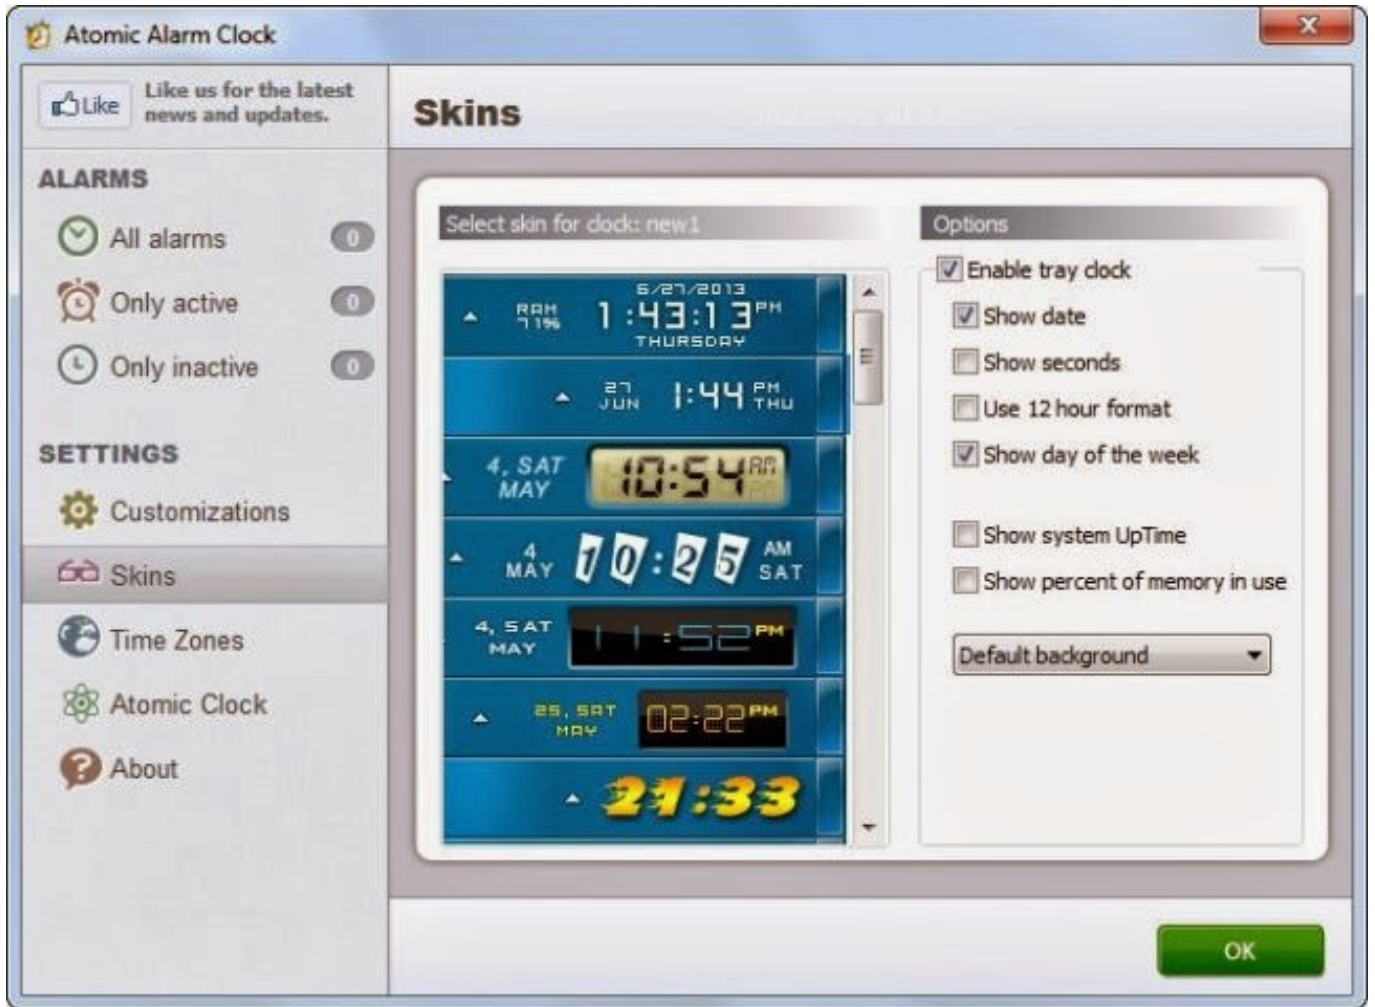 Atomic Alarm Clock
Like
Like us for the latest
news and updates.
ALARMS
All alarms 0
Only active 0
Only inactive 0
SETTINGS
Customizations
Skins
Time Zones
Atomic Clock
About
Skins
Select skin for clock: new1
6/27/2013
RAM
71%
1:43:13 PM
THURSDAY
27
JUN
1:44 PM
THU
4, SAT
MAY
10:54 AM
4
MAY
10:25 AM
SAT
4, SAT
MAY
11:52 PM
25, SAT
MAY
02:22 PM
21:33
Options
Enable tray clock
Show date
Show seconds
Use 12 hour format
Show day of the week
Show system UpTime
Show percent of memory in use
Default background
OK